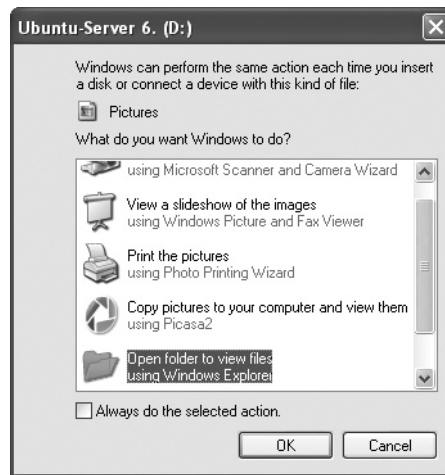 Ubuntu-Server 6. (D:)
Windows can perform the same action each time you insert
a disk or connect a device with this kind of file:
Pictures
What do you want Windows to do?
using Microsoft Scanner and Camera Wizard
View a slideshow of the images
using Windows Picture and Fax Viewer
Print the pictures
using Photo Printing Wizard
Copy pictures to your computer and view them
using Picasa2
Open folder to view files
using Windows Explorer
Always do the selected action.
OK
Cancel